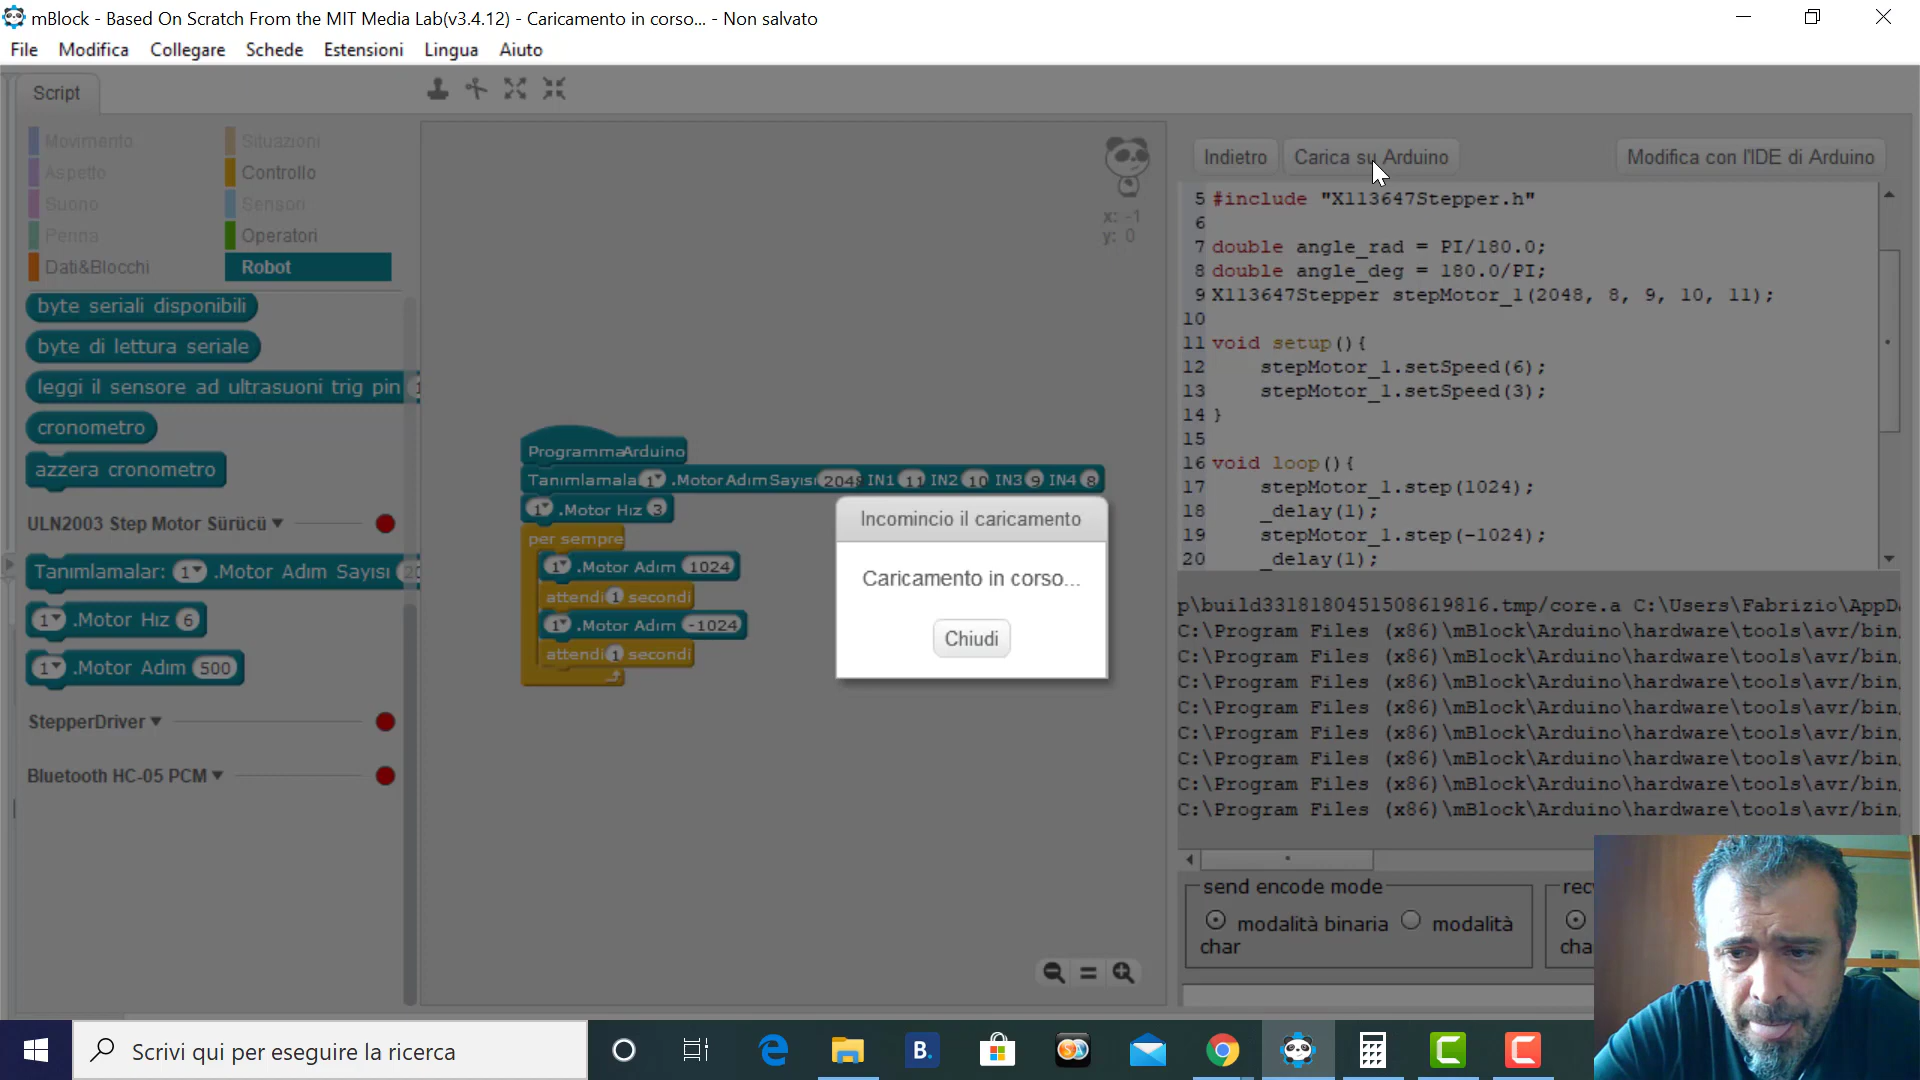 mBlock - Based On Scratch From the MIT Media Lab(v3.4.12) - Caricamento in corso... - Non salvato
File Modifica Collegare Schede Estensioni Lingua Aiuto
Script
Movimento Situazioni
Aspetto Controllo
Suono Sensori
Penna Operatori
Dati&Blocchi Robot
byte seriali disponibili
byte di lettura seriale
leggi il sensore ad ultrasuoni trig pin
cronometro
azzera cronometro
ULN2003 Step Motor Sürücü
Tanımlamalar: 1 .Motor Adım Sayısı
1 .Motor Hız 6
1 .Motor Adım 500
StepperDriver
Bluetooth HC-05 PCM
x: -1
y: 0
ProgrammaArduino
Tanımlamala 1 .Motor Adım Sayısı 2048 IN1 11 IN2 10 IN3 9 IN4 8
1 .Motor Hız 3
per sempre
1 .Motor Adım 1024
attendi 1 secondi
1 .Motor Adım -1024
attendi 1 secondi
Incomincio il caricamento
Caricamento in corso...
Chiudi
Indietro Carica su Arduino Modifica con l'IDE di Arduino
5 #include "X113647Stepper.h"
6
7 double angle_rad = PI/180.0;
8 double angle_deg = 180.0/PI;
9 X113647Stepper stepMotor_1(2048, 8, 9, 10, 11);
10
11 void setup(){
12 stepMotor_1.setSpeed(6);
13 stepMotor_1.setSpeed(3);
14 }
15
16 void loop(){
17 stepMotor_1.step(1024);
18 _delay(1);
19 stepMotor_1.step(-1024);
20 _delay(1);
p\build3318180451508619816.tmp/core.a C:\Users\Fabrizio\AppDa
C:\Program Files (x86)\mBlock\Arduino\hardware\tools\avr/bin,
C:\Program Files (x86)\mBlock\Arduino\hardware\tools\avr/bin,
C:\Program Files (x86)\mBlock\Arduino\hardware\tools\avr/bin,
C:\Program Files (x86)\mBlock\Arduino\hardware\tools\avr/bin,
C:\Program Files (x86)\mBlock\Arduino\hardware\tools\avr/bin,
C:\Program Files (x86)\mBlock\Arduino\hardware\tools\avr/bin,
C:\Program Files (x86)\mBlock\Arduino\hardware\tools\avr/bin,
C:\Program Files (x86)\mBlock\Arduino\hardware\tools\avr/bin,
send encode mode
modalità binaria modalità
char
Scrivi qui per eseguire la ricerca
B.